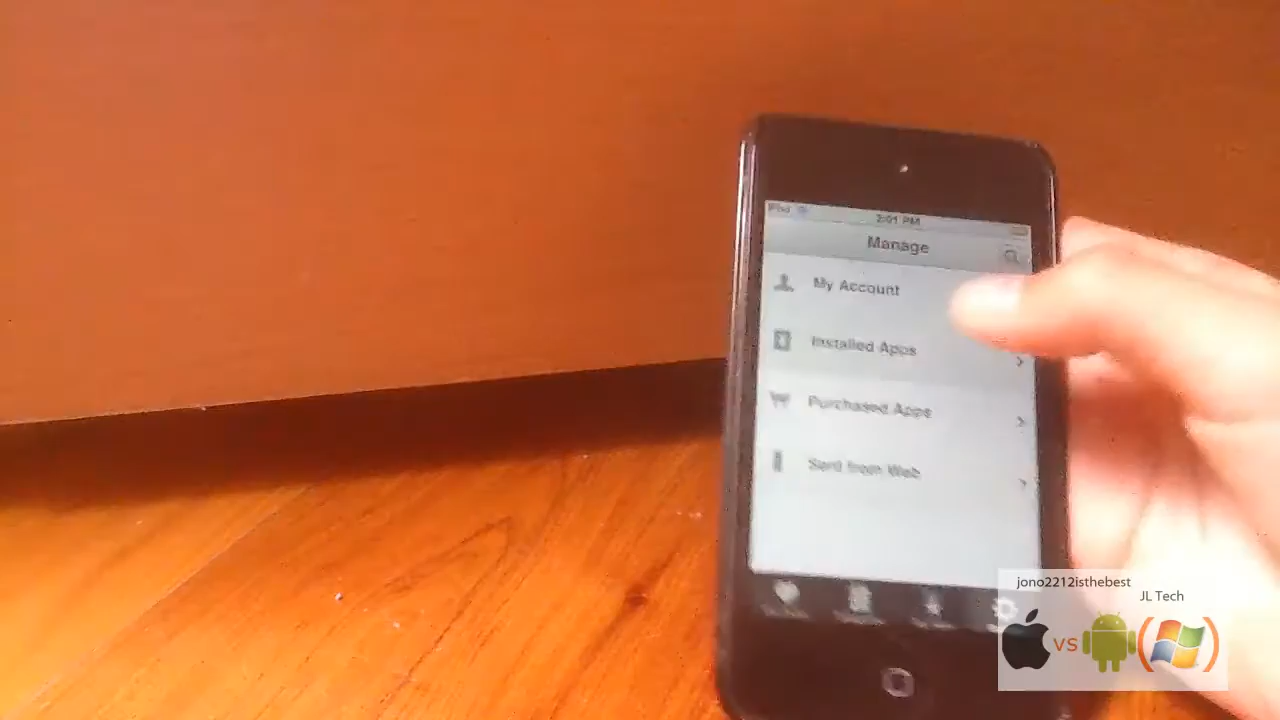 iPod
2:01 PM
Manage
My Account
Installed Apps
Purchased Apps
Sent from Web
jono2212isthebest
JL Tech
vs
( )